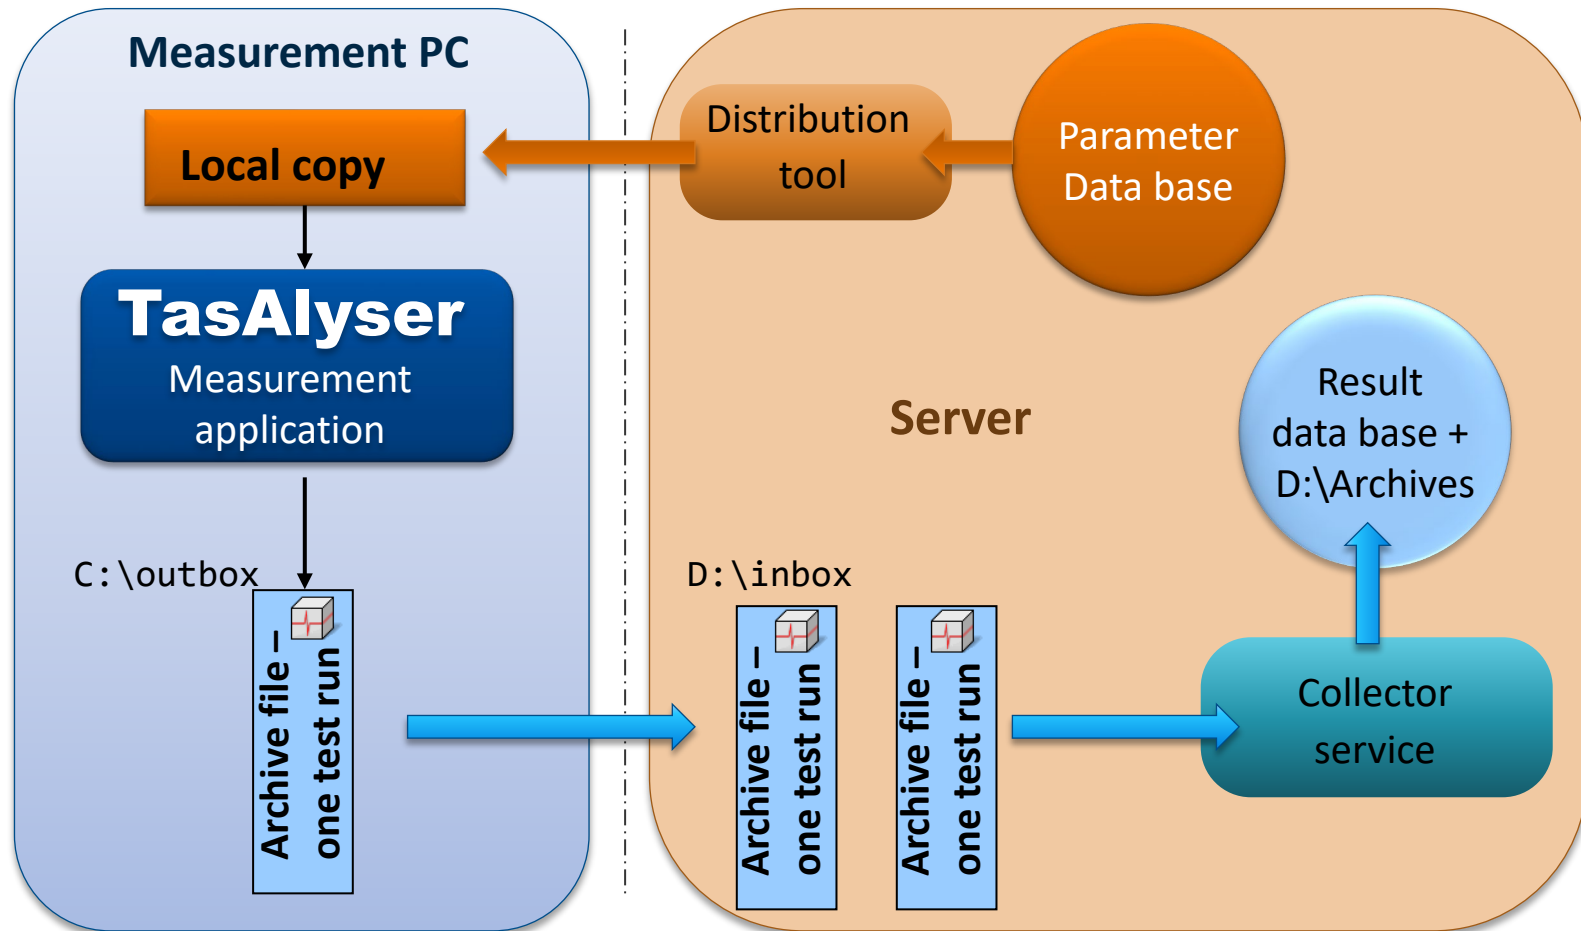 Measurement PC
Local copy
TasAlyser
Measurement
application
C:\outbox
Archive file –
one test run
Distribution
tool
Parameter
Data base
Server
Result
data base +
D:\Archives
D:\inbox
Archive file –
one test run
Archive file –
one test run
Collector
service